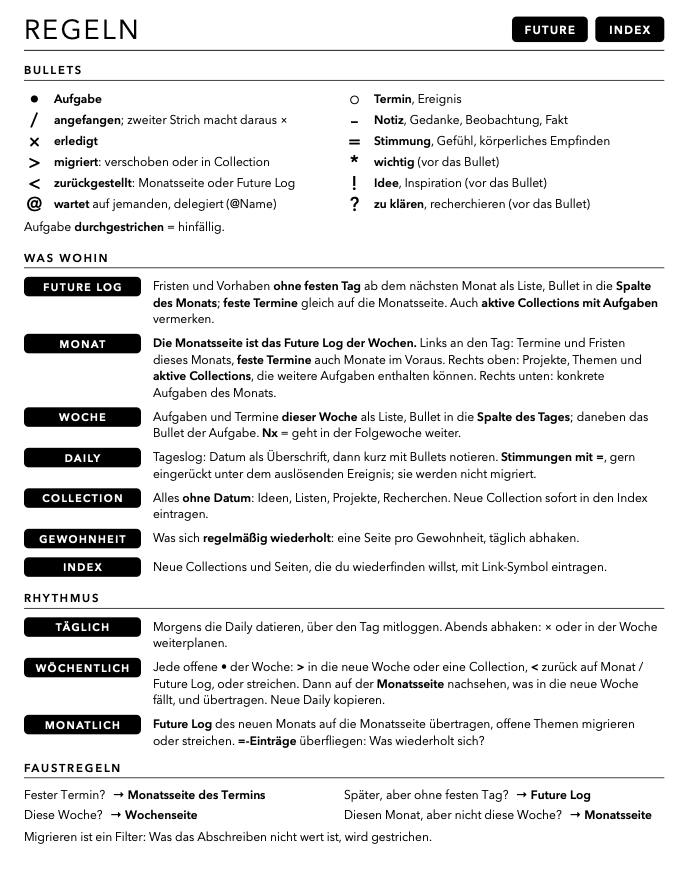 REGELN
FUTURE
INDEX
BULLETS
• Aufgabe
/ angefangen; zweiter Strich macht daraus ×
× erledigt
> migriert: verschoben oder in Collection
< zurückgestellt: Monatsseite oder Future Log
@ wartet auf jemanden, delegiert (@Name)
○ Termin, Ereignis
– Notiz, Gedanke, Beobachtung, Fakt
= Stimmung, Gefühl, körperliches Empfinden
* wichtig (vor das Bullet)
! Idee, Inspiration (vor das Bullet)
? zu klären, recherchieren (vor das Bullet)
Aufgabe durchgestrichen = hinfällig.
WAS WOHIN
FUTURE LOG
Fristen und Vorhaben ohne festen Tag ab dem nächsten Monat als Liste, Bullet in die Spalte
des Monats; feste Termine gleich auf die Monatsseite. Auch aktive Collections mit Aufgaben
vermerken.
MONAT
Die Monatsseite ist das Future Log der Wochen. Links an den Tag: Termine und Fristen
dieses Monats, feste Termine auch Monate im Voraus. Rechts oben: Projekte, Themen und
aktive Collections, die weitere Aufgaben enthalten können. Rechts unten: konkrete
Aufgaben des Monats.
WOCHE
Aufgaben und Termine dieser Woche als Liste, Bullet in die Spalte des Tages; daneben das
Bullet der Aufgabe. Nx = geht in der Folgewoche weiter.
DAILY
Tageslog: Datum als Überschrift, dann kurz mit Bullets notieren. Stimmungen mit =, gern
eingerückt unter dem auslösenden Ereignis; sie werden nicht migriert.
COLLECTION
Alles ohne Datum: Ideen, Listen, Projekte, Recherchen. Neue Collection sofort in den Index
eintragen.
GEWOHNHEIT
Was sich regelmäßig wiederholt: eine Seite pro Gewohnheit, täglich abhaken.
INDEX
Neue Collections und Seiten, die du wiederfinden willst, mit Link-Symbol eintragen.
RHYTHMUS
TÄGLICH
Morgens die Daily datieren, über den Tag mitloggen. Abends abhaken: × oder in der Woche
weiterplanen.
WÖCHENTLICH
Jede offene • der Woche: > in die neue Woche oder eine Collection, < zurück auf Monat /
Future Log, oder streichen. Dann auf der Monatsseite nachsehen, was in die neue Woche
fällt, und übertragen. Neue Daily kopieren.
MONATLICH
Future Log des neuen Monats auf die Monatsseite übertragen, offene Themen migrieren
oder streichen. =-Einträge überfliegen: Was wiederholt sich?
FAUSTREGELN
Fester Termin? → Monatsseite des Termins
Später, aber ohne festen Tag? → Future Log
Diese Woche? → Wochenseite
Diesen Monat, aber nicht diese Woche? → Monatsseite
Migrieren ist ein Filter: Was das Abschreiben nicht wert ist, wird gestrichen.